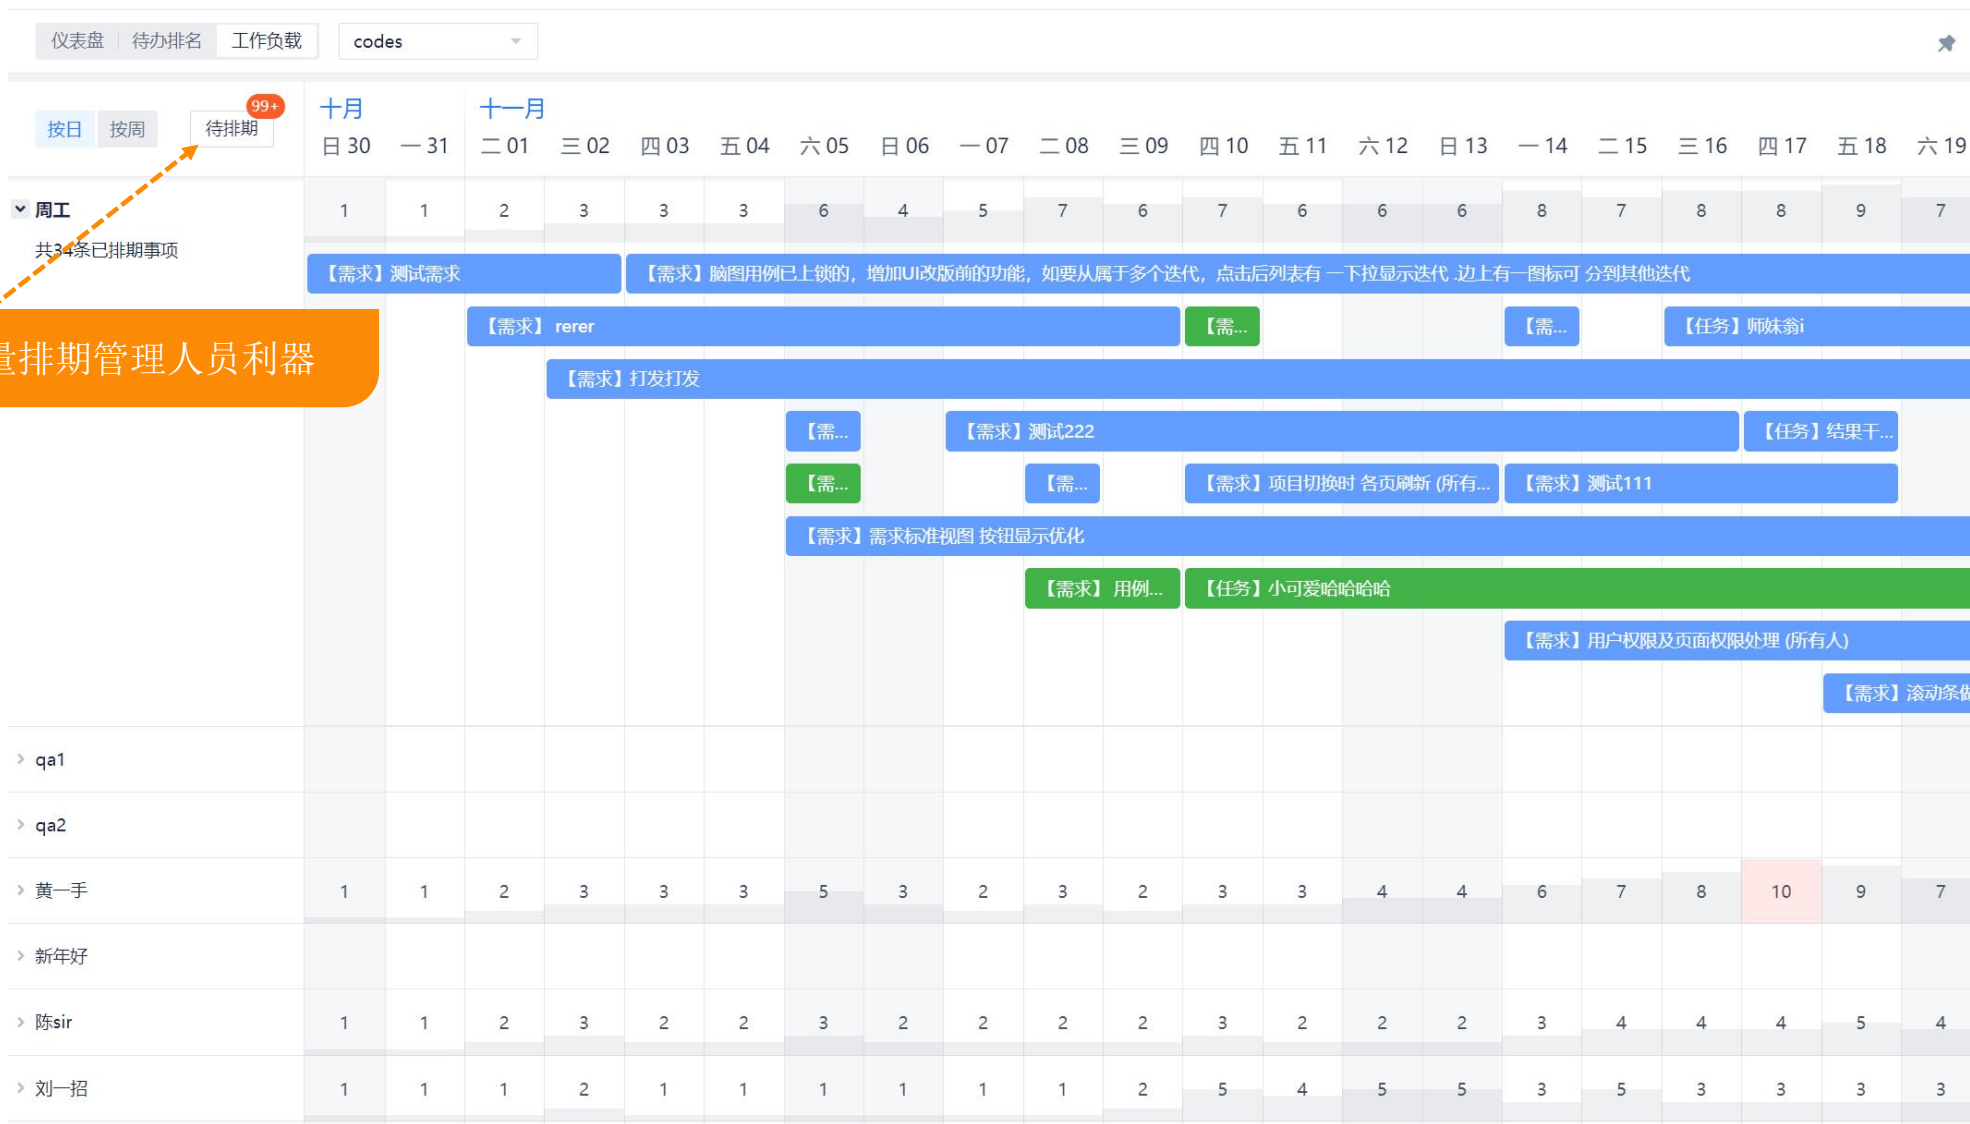 仪表盘 待办排名 工作负载 codes
99+
按日 按周 待排期
十月 十一月
日 30 一 31 二 01 三 02 四 03 五 04 六 05 日 06 一 07 二 08 三 09 四 10 五 11 六 12 日 13 一 14 二 15 三 16 四 17 五 18 六 19
周工 1 1 2 3 3 3 6 4 5 7 6 7 6 6 6 8 7 8 8 9 7
共34条已排期事项
【需求】测试需求 【需求】脑图用例已上锁的，增加UI改版前的功能，如要从属于多个迭代，点击后列表有 一下拉显示迭代 .边上有一图标可 分到其他迭代
【需求】 rerer 【需... 【需... 【任务】师妹翁i
量排期管理人员利器
【需求】打发打发
【需... 【需求】测试222 【任务】结果干...
【需... 【需... 【需求】项目切换时 各页刷新 (所有... 【需求】测试111
【需求】需求标准视图 按钮显示优化
【需求】 用例... 【任务】小可爱哈哈哈哈
【需求】用户权限及页面权限处理 (所有人)
【需求】滚动条做
qa1
qa2
黄一手 1 1 2 3 3 3 5 3 2 3 2 3 3 4 4 6 7 8 10 9 7
新年好
陈sir 1 1 2 3 2 2 3 2 2 2 2 3 2 2 2 3 4 4 4 5 4
刘一招 1 1 1 2 1 1 1 1 1 1 2 5 4 5 5 3 5 3 3 3 3